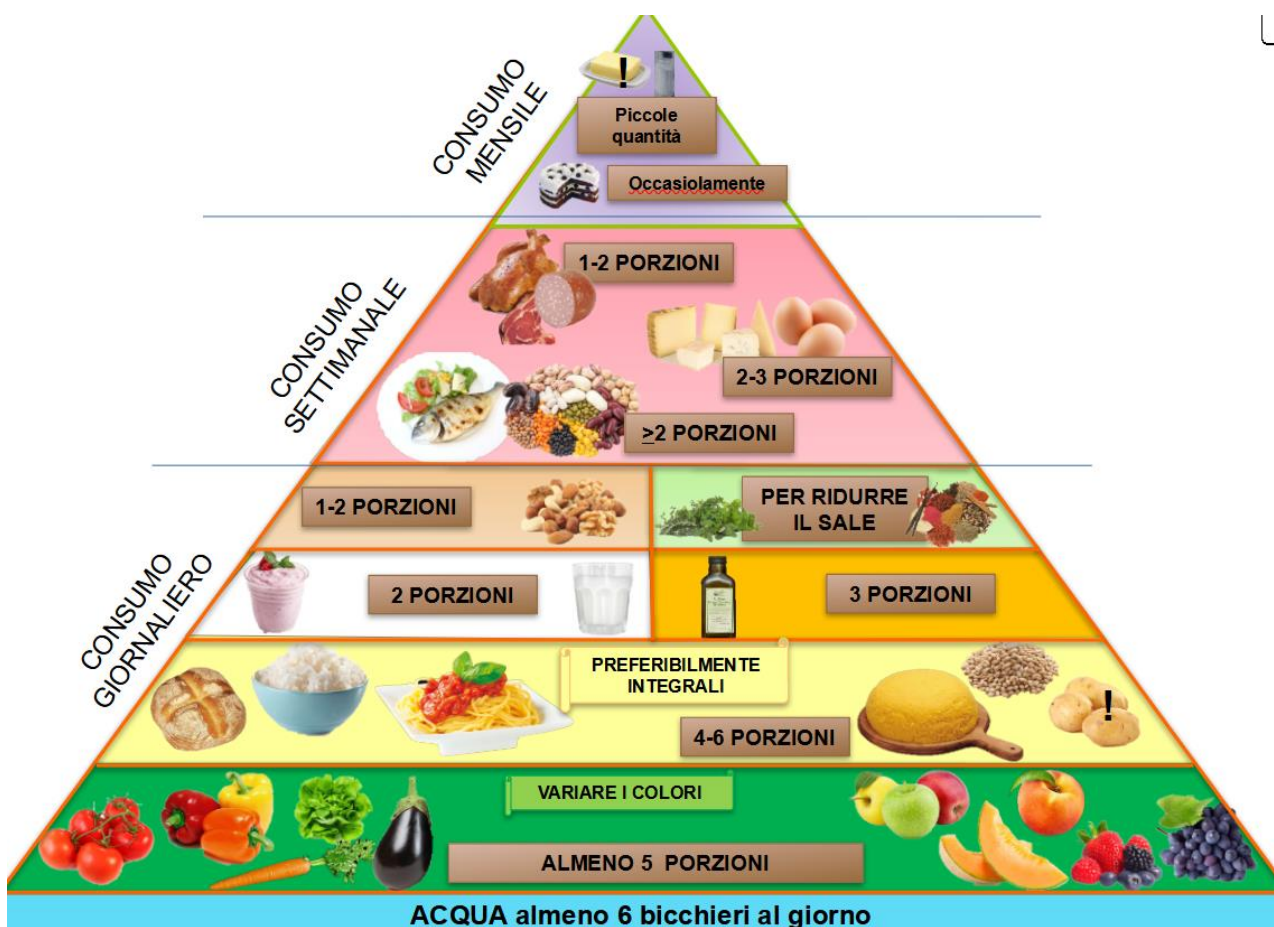 CONSUMO
MENSILE
!
Piccole
quantità
Occasiolamente
CONSUMO
SETTIMANALE
1-2 PORZIONI
2-3 PORZIONI
>2 PORZIONI
CONSUMO
GIORNALIERO
1-2 PORZIONI
PER RIDURRE
IL SALE
2 PORZIONI
3 PORZIONI
PREFERIBILMENTE
INTEGRALI
4-6 PORZIONI
!
VARIARE I COLORI
ALMENO 5 PORZIONI
ACQUA almeno 6 bicchieri al giorno